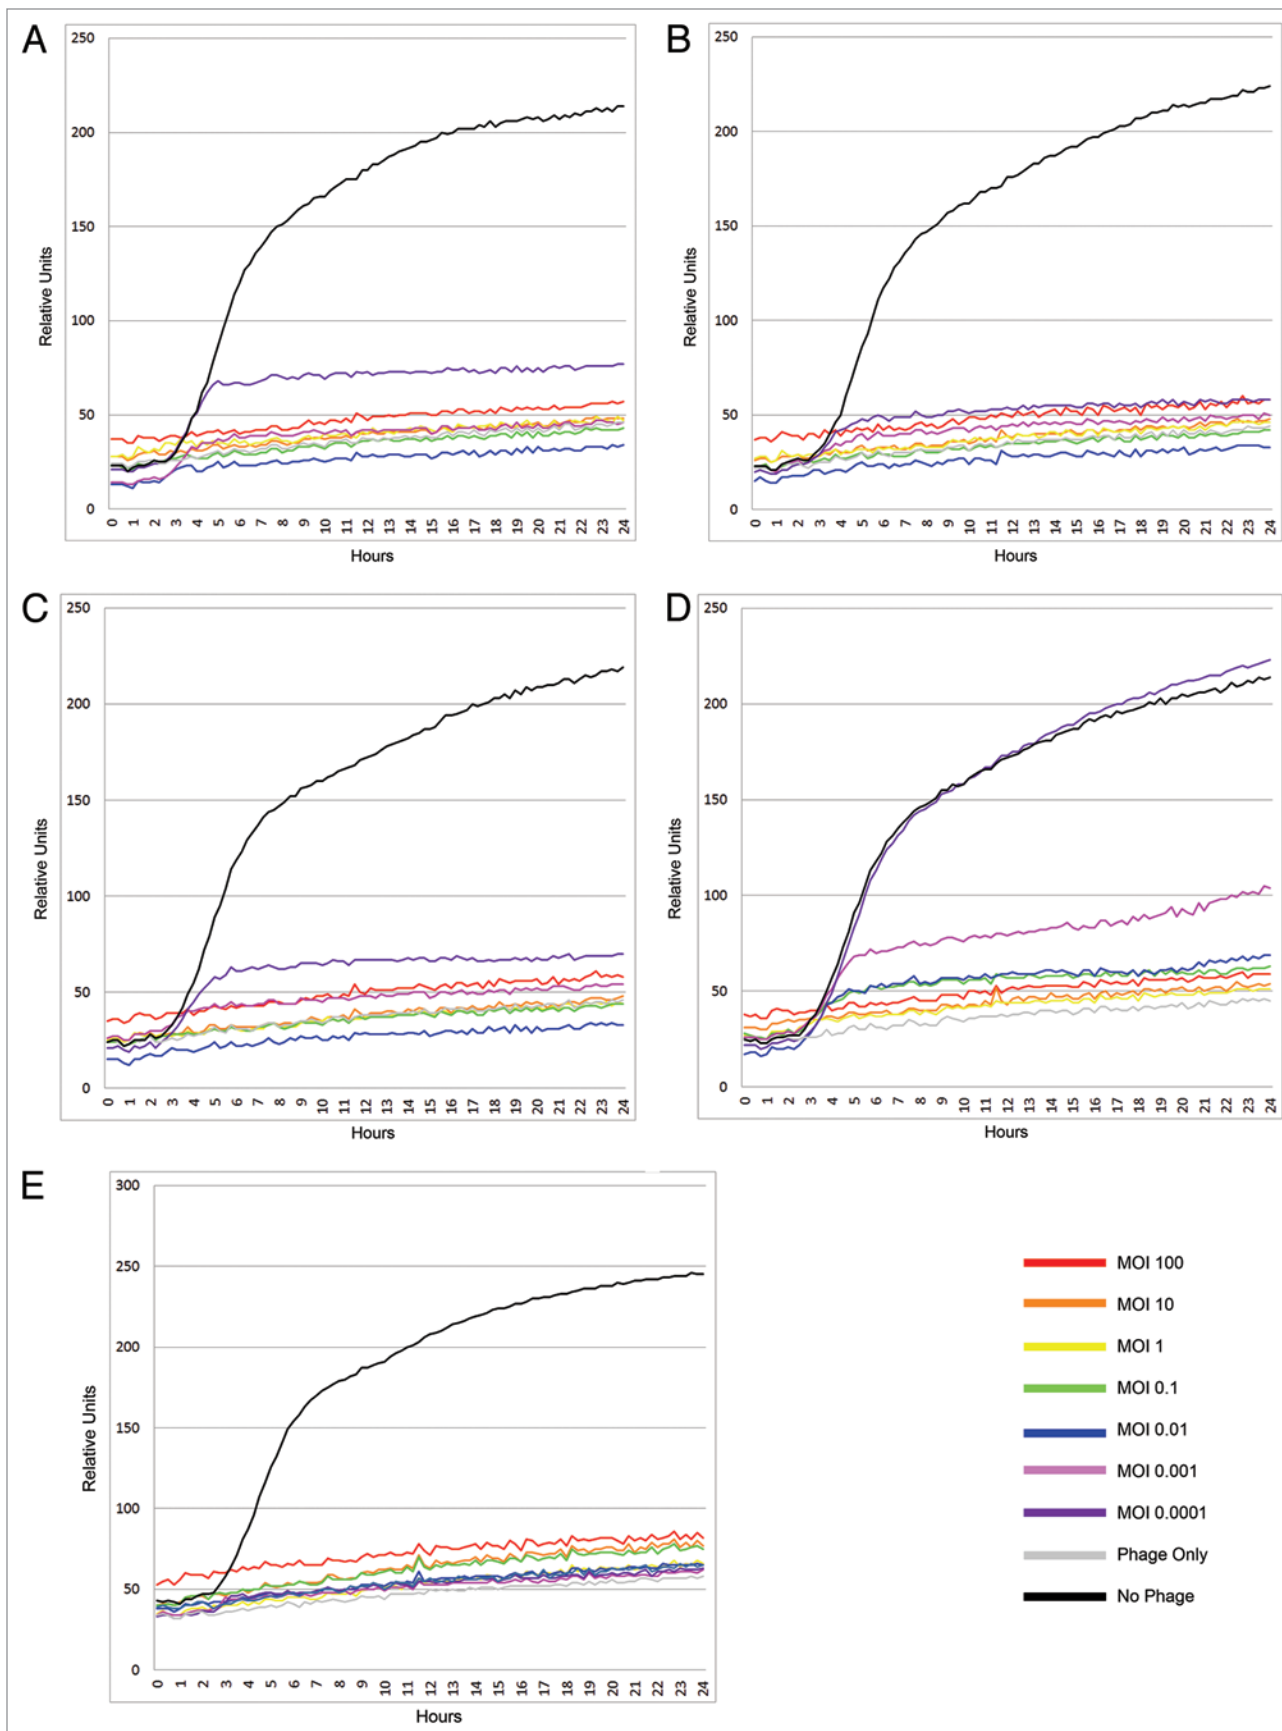 A
250
200
150
100
50
0
Relative Units
0 1 2 3 4 5 6 7 8 9 10 11 12 13 14 15 16 17 18 19 20 21 22 23 24
Hours
B
250
200
150
100
50
0
Relative Units
0 1 2 3 4 5 6 7 8 9 10 11 12 13 14 15 16 17 18 19 20 21 22 23 24
Hours
C
250
200
150
100
50
0
Relative Units
0 1 2 3 4 5 6 7 8 9 10 11 12 13 14 15 16 17 18 19 20 21 22 23 24
Hours
D
250
200
150
100
50
0
Relative Units
0 1 2 3 4 5 6 7 8 9 10 11 12 13 14 15 16 17 18 19 20 21 22 23 24
Hours
E
300
250
200
150
100
50
0
Relative Units
0 1 2 3 4 5 6 7 8 9 10 11 12 13 14 15 16 17 18 19 20 21 22 23 24
Hours
MOI 100
MOI 10
MOI 1
MOI 0.1
MOI 0.01
MOI 0.001
MOI 0.0001
Phage Only
No Phage